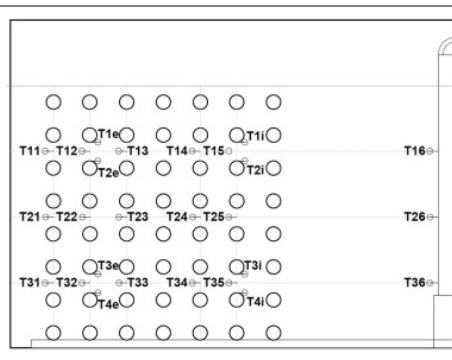 T1e T1i
T11 T12 T13 T14 T15 T16
T2e T2i
T21 T22 T23 T24 T25 T26
T3e T3i
T31 T32 T33 T34 T35 T36
T4e T4i